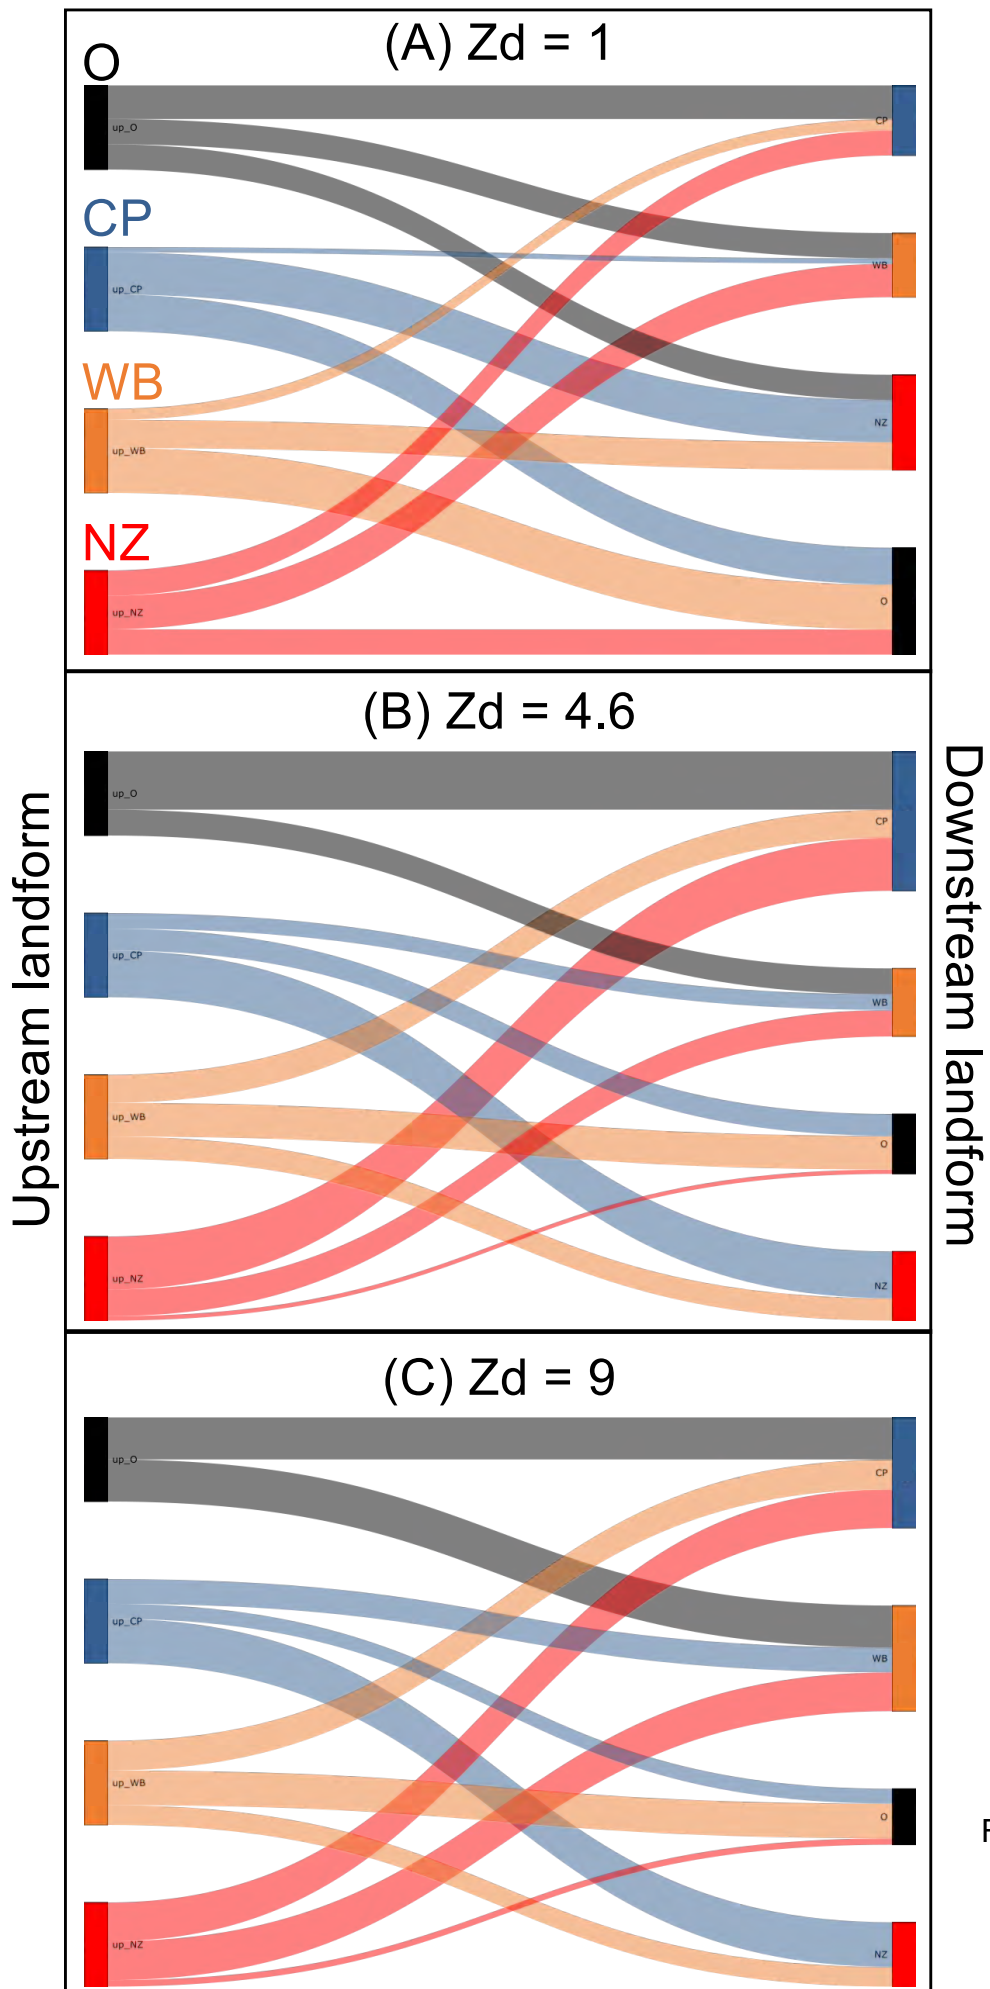 (A) Zd = 1
O
up_O
CP
CP
up_CP
WB
WB
up_WB
NZ
NZ
up_NZ
O
(B) Zd = 4.6
up_O
CP
up_CP
WB
up_WB
O
up_NZ
NZ
Upstream landform
Downstream landform
(C) Zd = 9
up_O
CP
up_CP
WB
up_WB
O
up_NZ
NZ